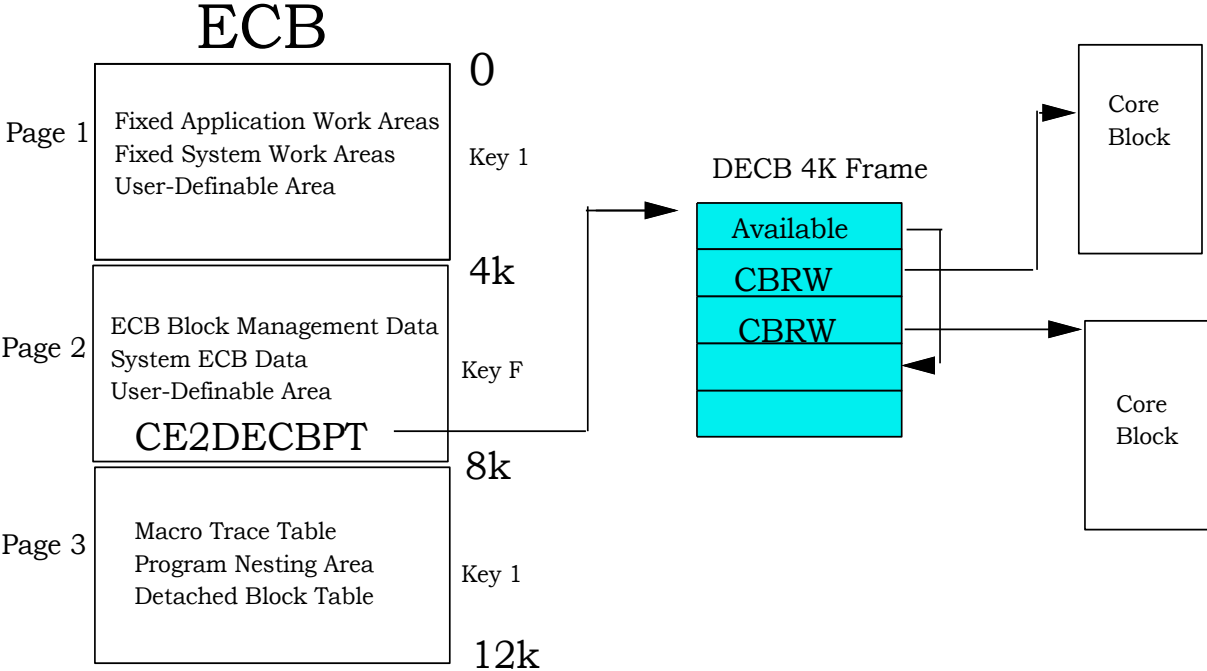 ECB
0
Page 1
Fixed Application Work Areas
Fixed System Work Areas
User-Definable Area
Key 1
4k
Page 2
ECB Block Management Data
System ECB Data
User-Definable Area
CE2DECBPT
Key F
8k
Page 3
Macro Trace Table
Program Nesting Area
Detached Block Table
Key 1
12k
DECB 4K Frame
Available
CBRW
CBRW
Core
Block
Core
Block